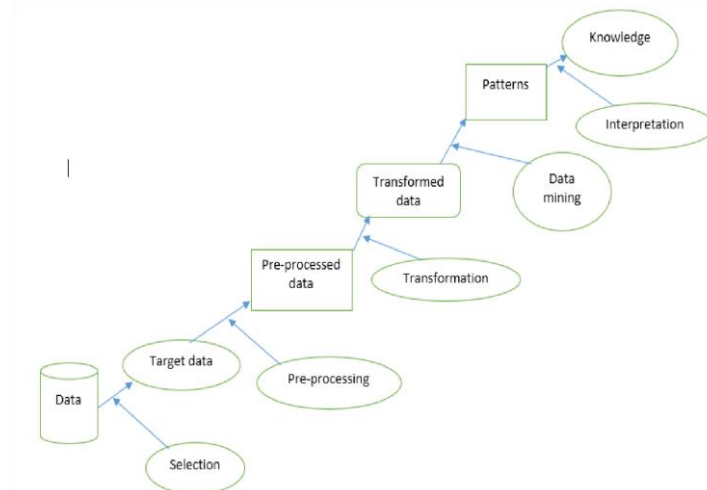 Knowledge
Patterns
Interpretation
Transformed
data
Data
mining
Pre-processed
data
Transformation
Target data
Pre-processing
Data
Selection